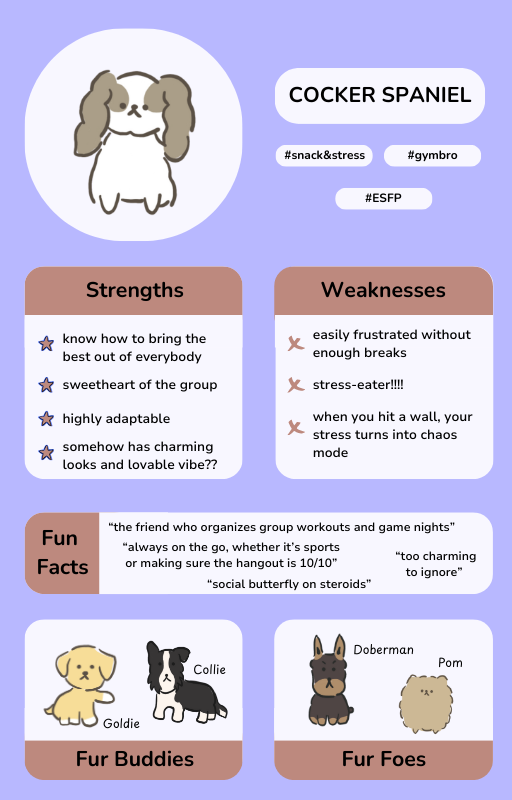 COCKER SPANIEL
#snack&stress
#gymbro
#ESFP
Strengths
know how to bring the
best out of everybody
sweetheart of the group
highly adaptable
somehow has charming
looks and lovable vibe??
Weaknesses
easily frustrated without
enough breaks
stress-eater!!!!
when you hit a wall, your
stress turns into chaos
mode
Fun
Facts
“the friend who organizes group workouts and game nights”
“always on the go, whether it’s sports
or making sure the hangout is 10/10”
“too charming
to ignore”
“social butterfly on steroids”
Goldie
Collie
Fur Buddies
Doberman
Pom
Fur Foes